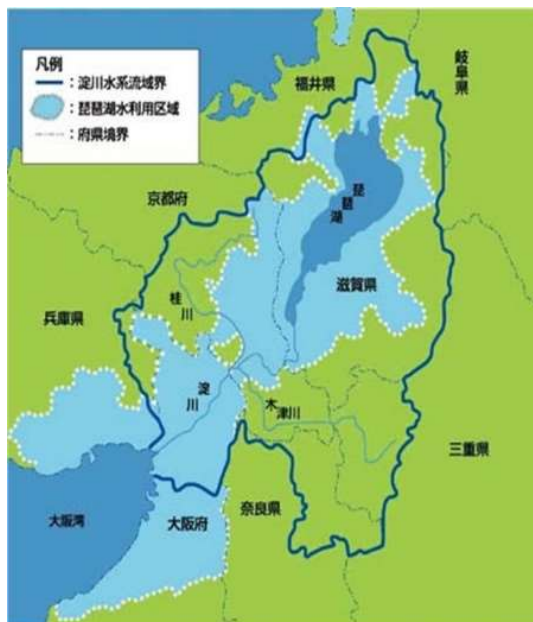 凡例
：淀川水系流域界
：琵琶湖水利用区域
：府県境界
福井県
岐阜県
京都府
琵琶湖
滋賀県
兵庫県
桂川
淀川
木津川
三重県
大阪湾
大阪府
奈良県